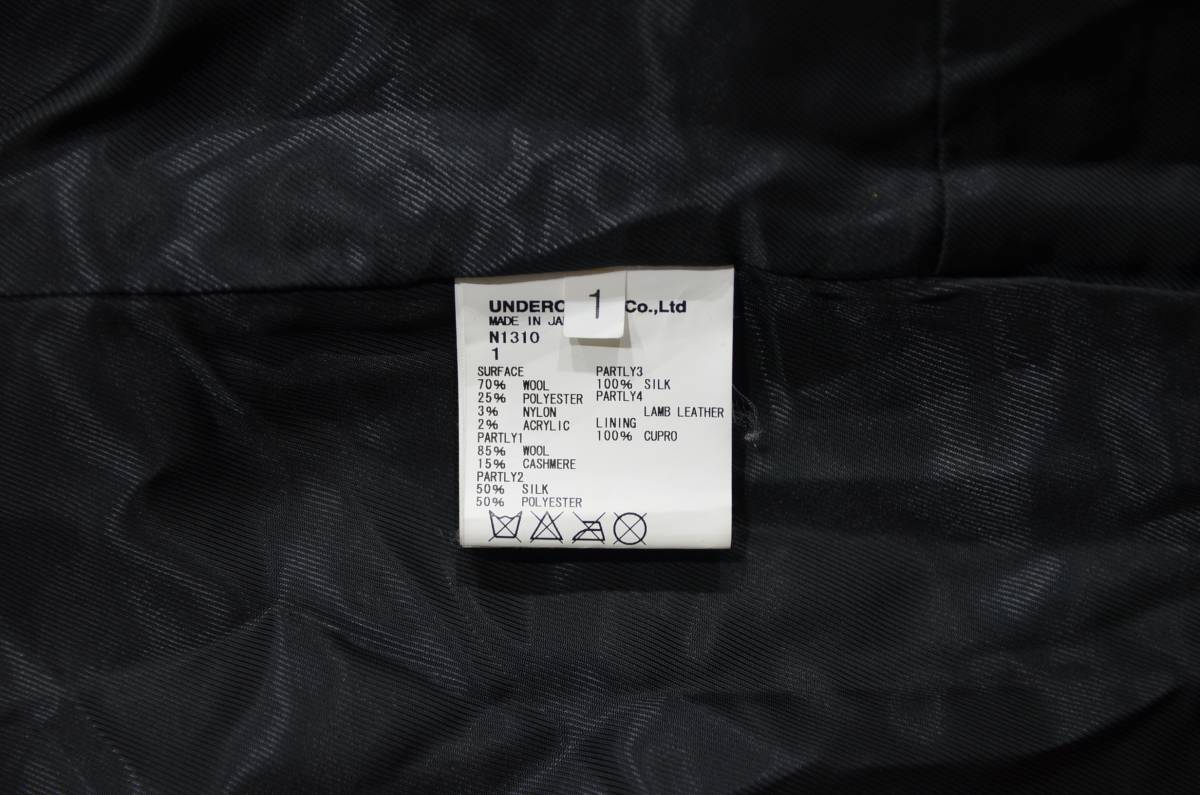 UNDERC Co.,Ltd
1
MADE IN JA
N1310
1
SURFACE
70% WOOL
25% POLYESTER
3% NYLON
2% ACRYLIC
PARTLY1
85% WOOL
15% CASHMERE
PARTLY2
50% SILK
50% POLYESTER
PARTLY3
100% SILK
PARTLY4
LAMB LEATHER
LINING
100% CUPRO